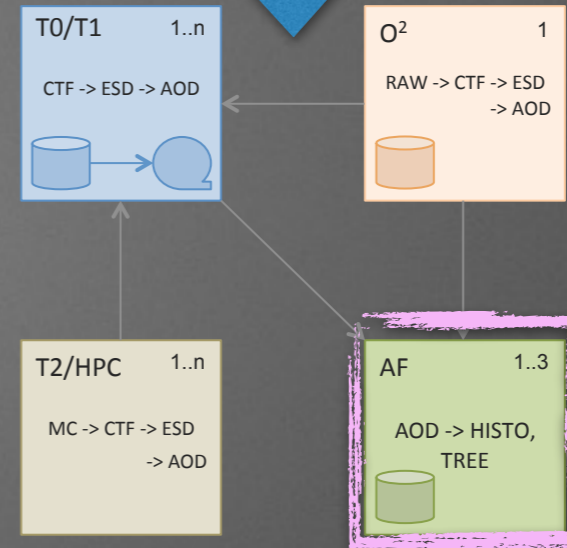 T0/T1 1..n
CTF -> ESD -> AOD
O² 1
RAW -> CTF -> ESD
-> AOD
T2/HPC 1..n
MC -> CTF -> ESD
-> AOD
AF 1..3
AOD -> HISTO,
TREE